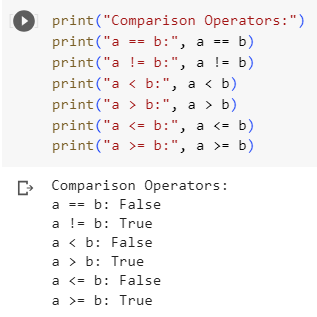 print("Comparison Operators:")
print("a == b:", a == b)
print("a != b:", a != b)
print("a < b:", a < b)
print("a > b:", a > b)
print("a <= b:", a <= b)
print("a >= b:", a >= b)
Comparison Operators:
a == b: False
a != b: True
a < b: False
a > b: True
a <= b: False
a >= b: True